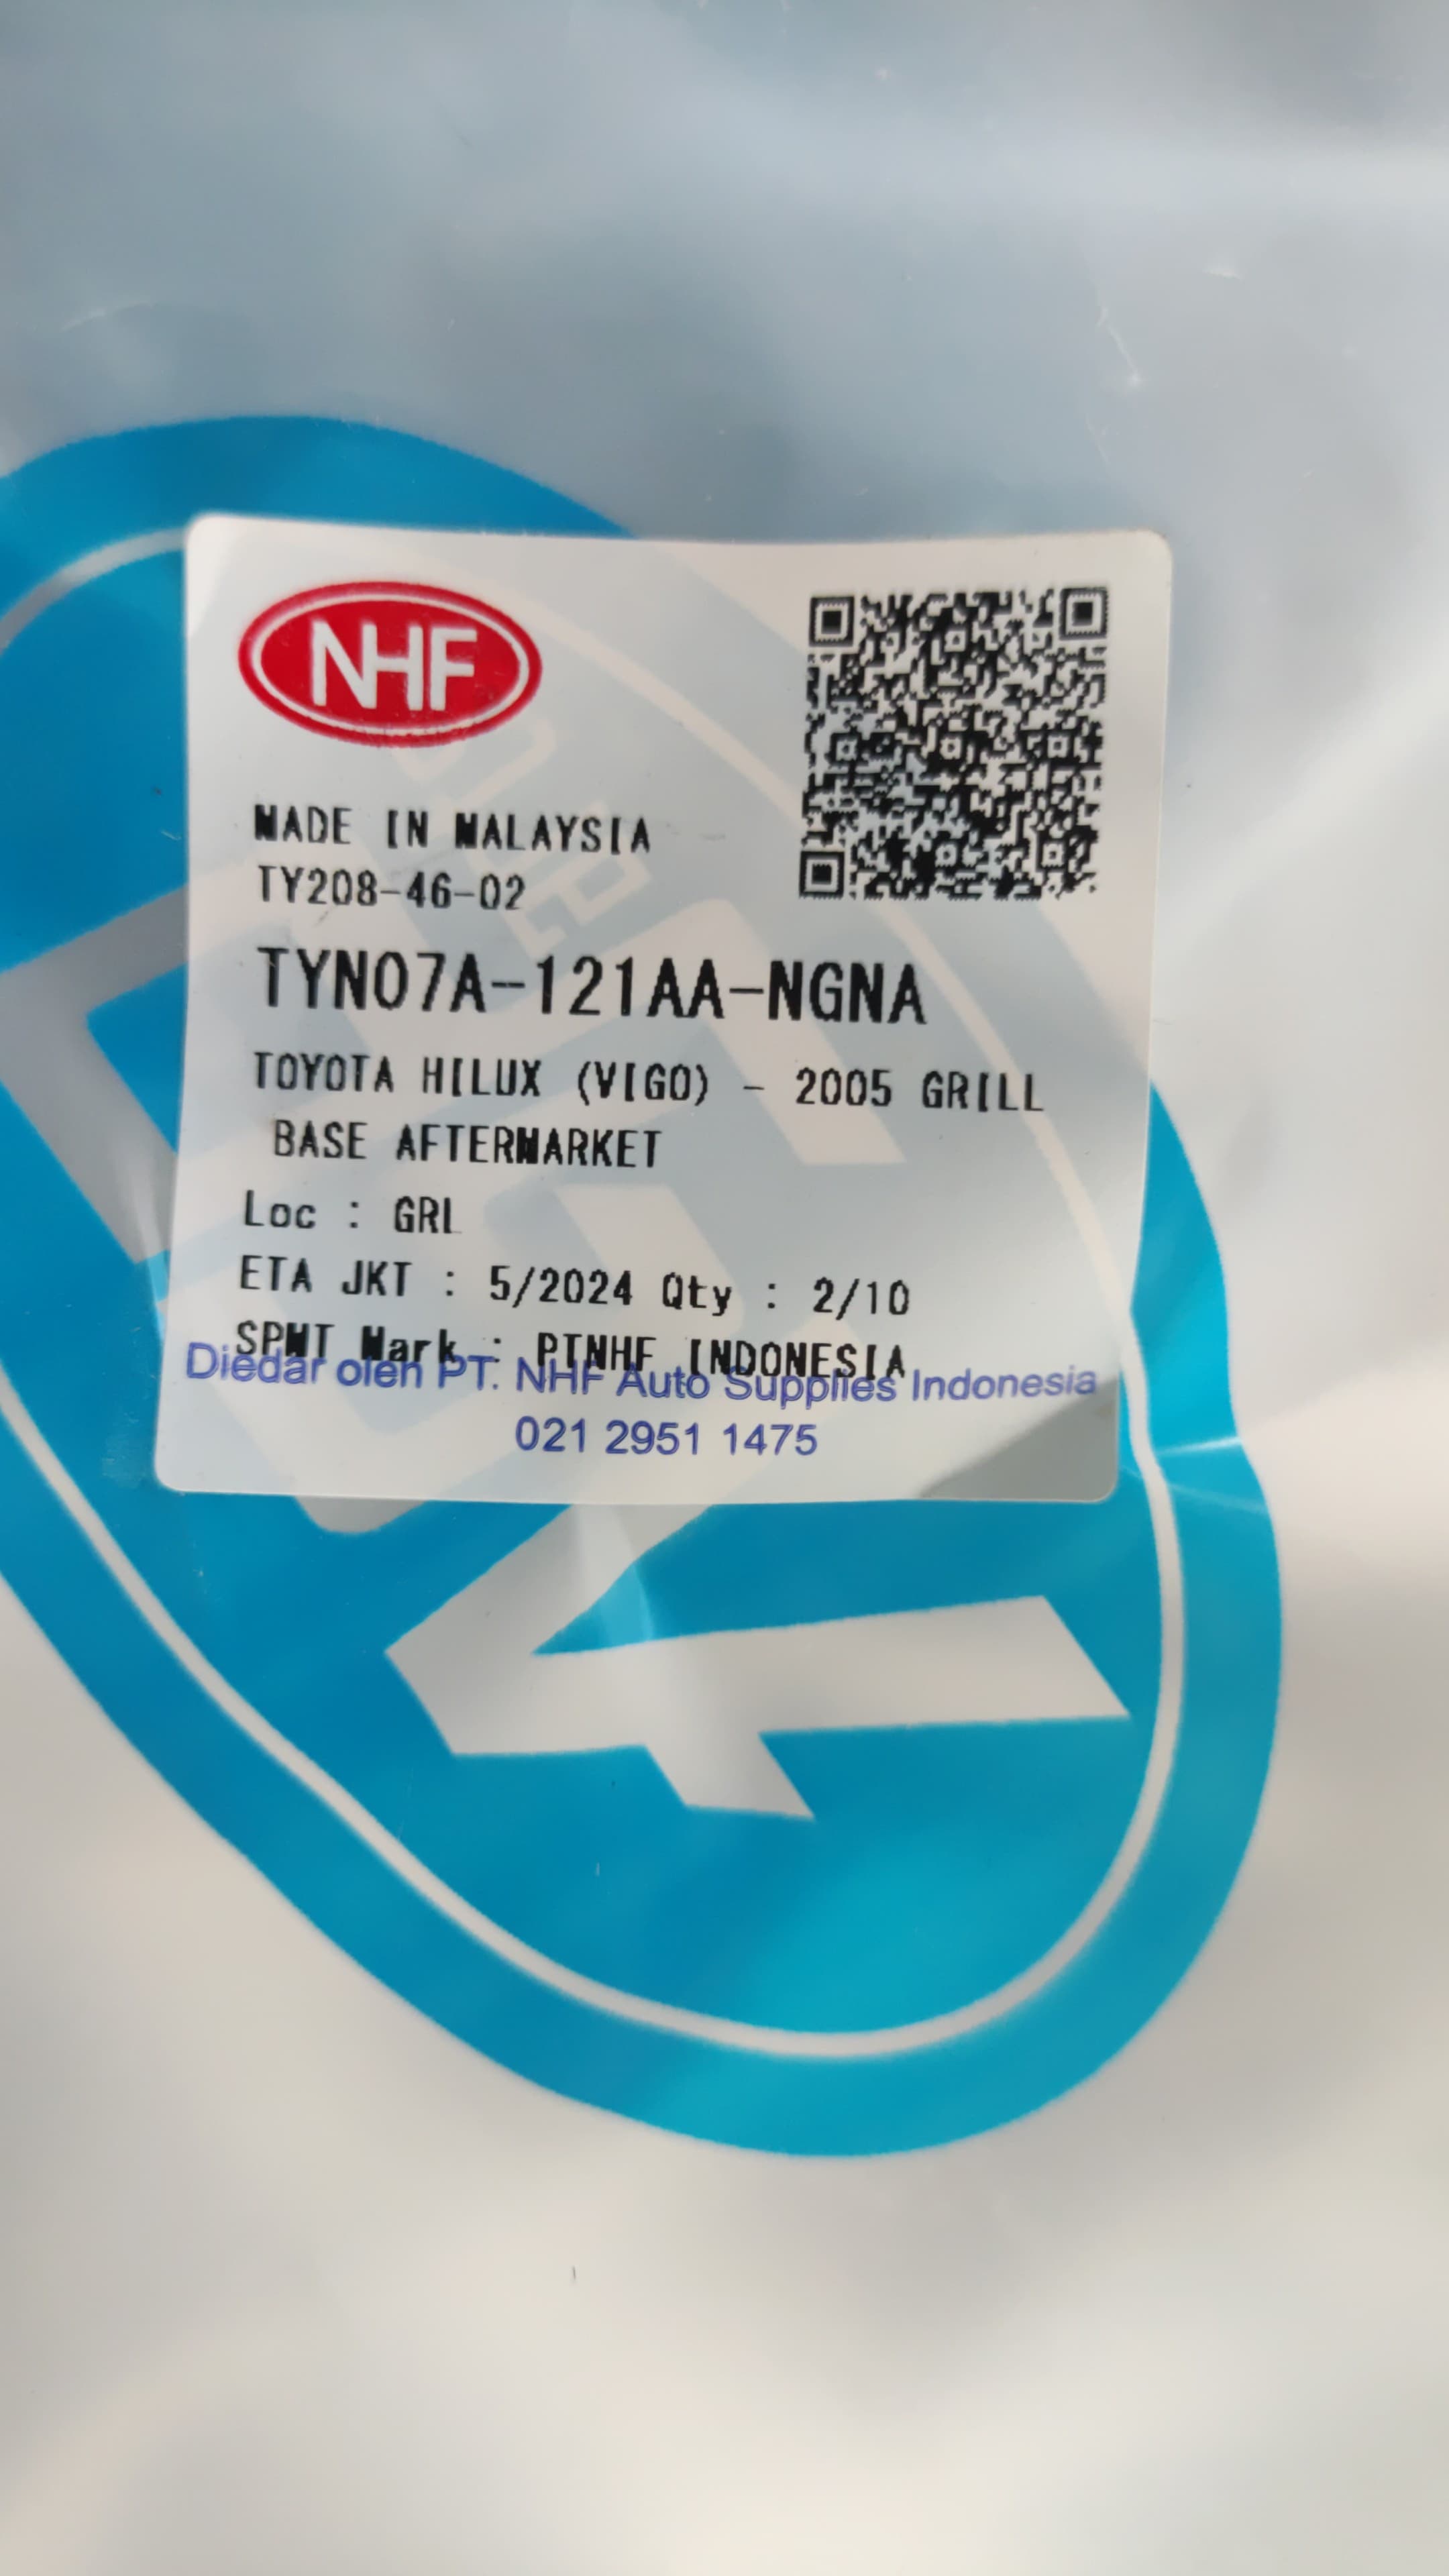 NHF
MADE IN MALAYSIA
TY208-46-02
TYN07A-121AA-NGNA
TOYOTA HILUX (VIGO) - 2005 GRILL
BASE AFTERMARKET
Loc : GRL
ETA JKT : 5/2024 Qty : 2/10
SPMT Mark : PTNHF INDONESIA
Diedar olen PT. NHF Auto Supplies Indonesia
021 2951 1475